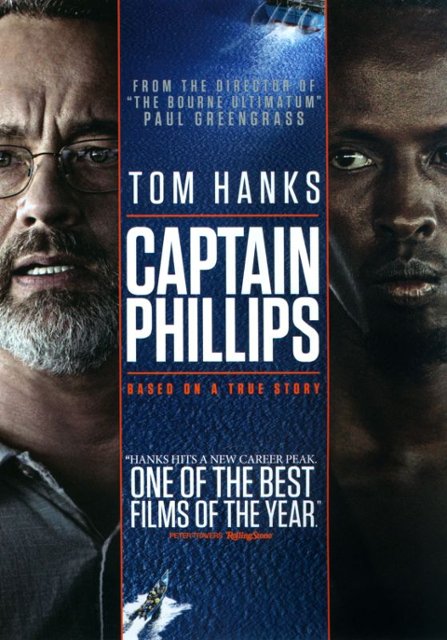 FROM THE DIRECTOR OF
"THE BOURNE ULTIMATUM"
PAUL GREENGRASS
TOM HANKS
CAPTAIN
PHILLIPS
BASED ON A TRUE STORY
"HANKS HITS A NEW CAREER PEAK.
ONE OF THE BEST
FILMS OF THE YEAR."
PETER TRAVERS Rolling Stone